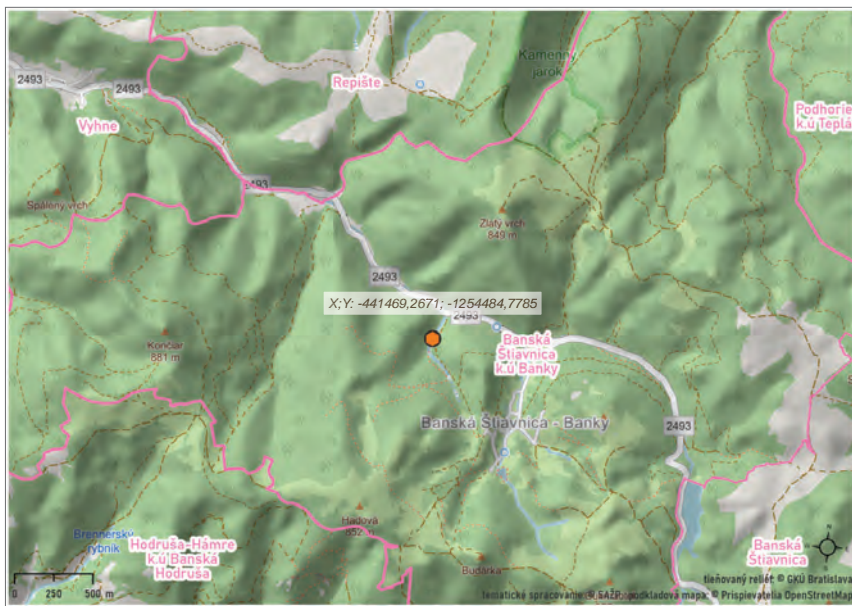 Kamenný
jarok
2493
Repište
2493
Vyhne
Podhorie
k.ú Teplá
2493
Spálený vrch
Zlatý vrch
849 m
2493
X;Y: -441469,2671; -1254484,7785
2493
Končiar
881 m
Banská
Štiavnica
k.ú Banky
Banská Štiavnica - Banky
2493
Hadová
852 m
Brennerský
rybník
Hodruša-Hámre
k.ú Banská
Hodruša
Banská
Štiavnica
N
Budárka
0 250 500 m
tieňovaný reliéf: © GKÚ Bratislava
tematické spracovanie: © SAŽP, podkladová mapa: © Prispievatelia OpenStreetMap